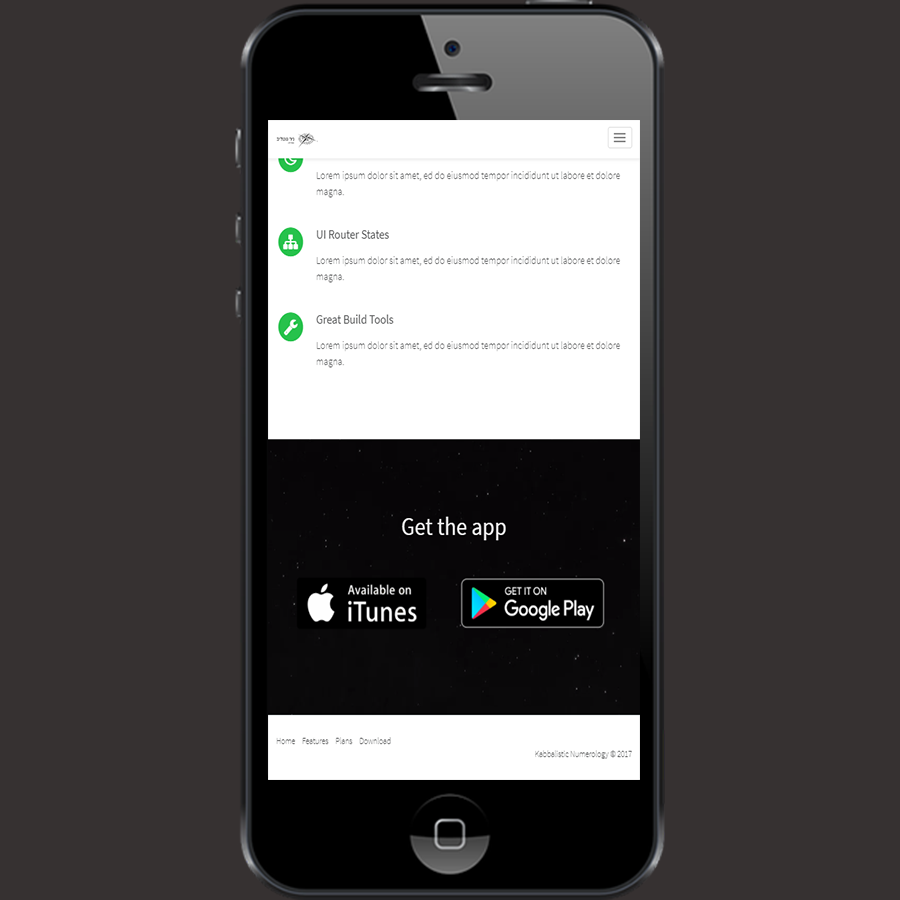 Lorem ipsum dolor sit amet, ed do eiusmod tempor incididunt ut labore et dolore
magna.
UI Router States
Lorem ipsum dolor sit amet, ed do eiusmod tempor incididunt ut labore et dolore
magna.
Great Build Tools
Lorem ipsum dolor sit amet, ed do eiusmod tempor incididunt ut labore et dolore
magna.
Get the app
Available on
iTunes
GET IT ON
Google Play
Home Features Plans Download
Kabbalistic Numerology © 2017